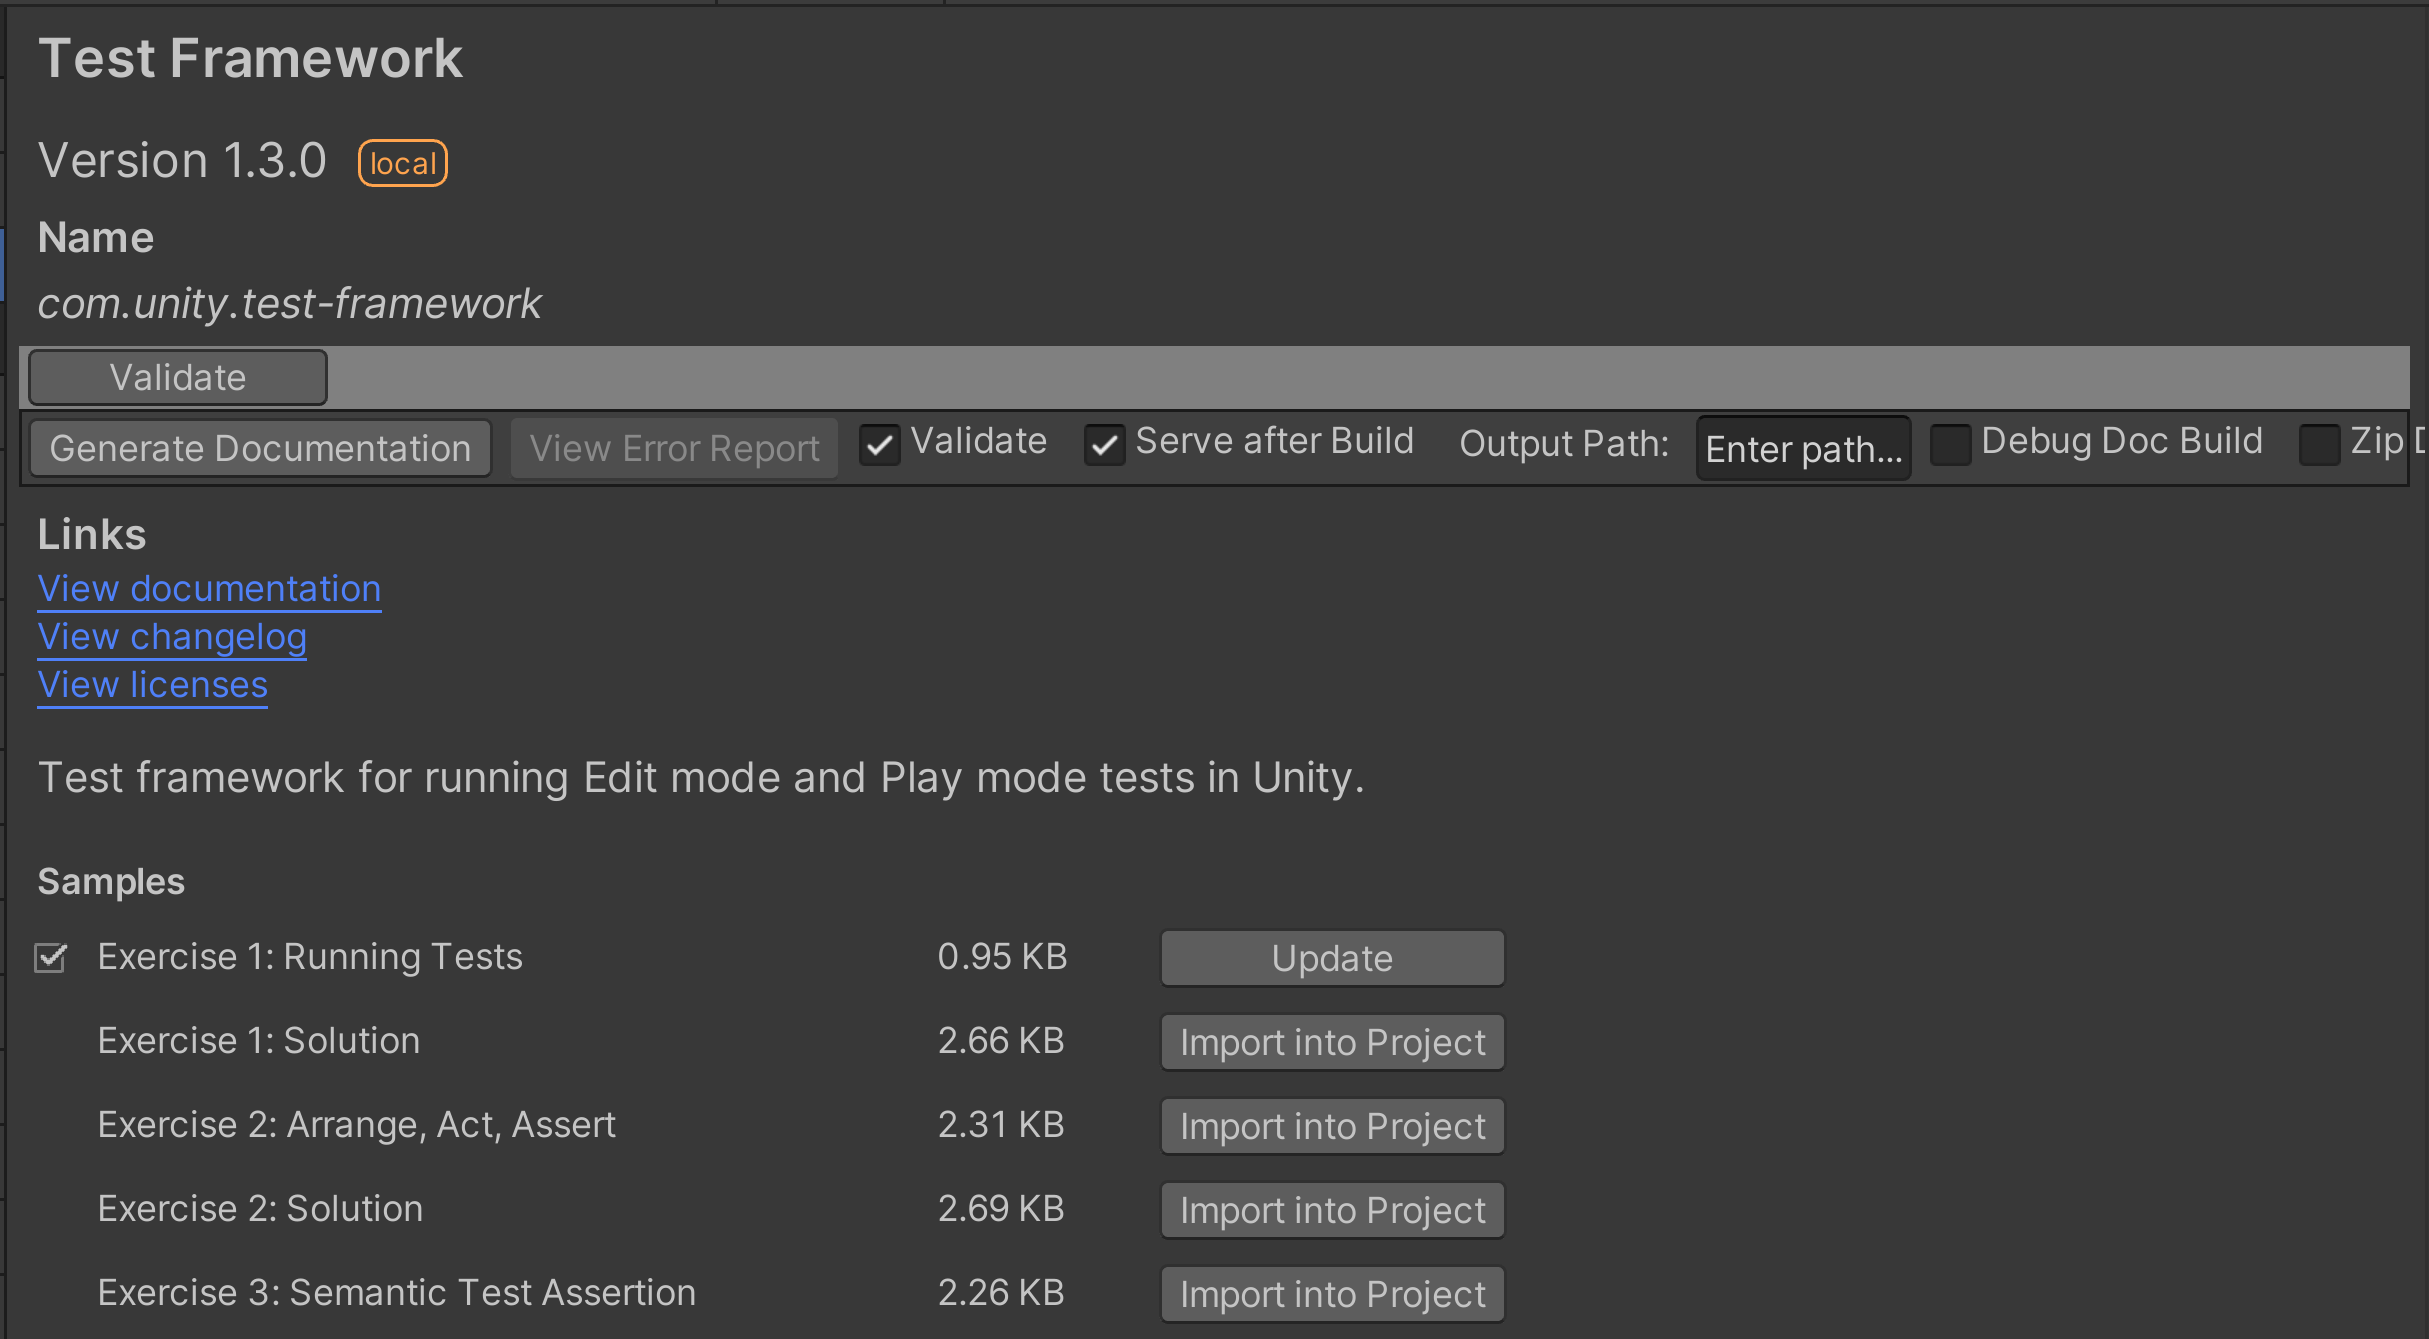 Test Framework
Version 1.3.0 local
Name
com.unity.test-framework
Validate
Generate Documentation View Error Report Validate Serve after Build Output Path: Enter path... Debug Doc Build Zip
Links
View documentation
View changelog
View licenses
Test framework for running Edit mode and Play mode tests in Unity.
Samples
Exercise 1: Running Tests 0.95 KB Update
Exercise 1: Solution 2.66 KB Import into Project
Exercise 2: Arrange, Act, Assert 2.31 KB Import into Project
Exercise 2: Solution 2.69 KB Import into Project
Exercise 3: Semantic Test Assertion 2.26 KB Import into Project